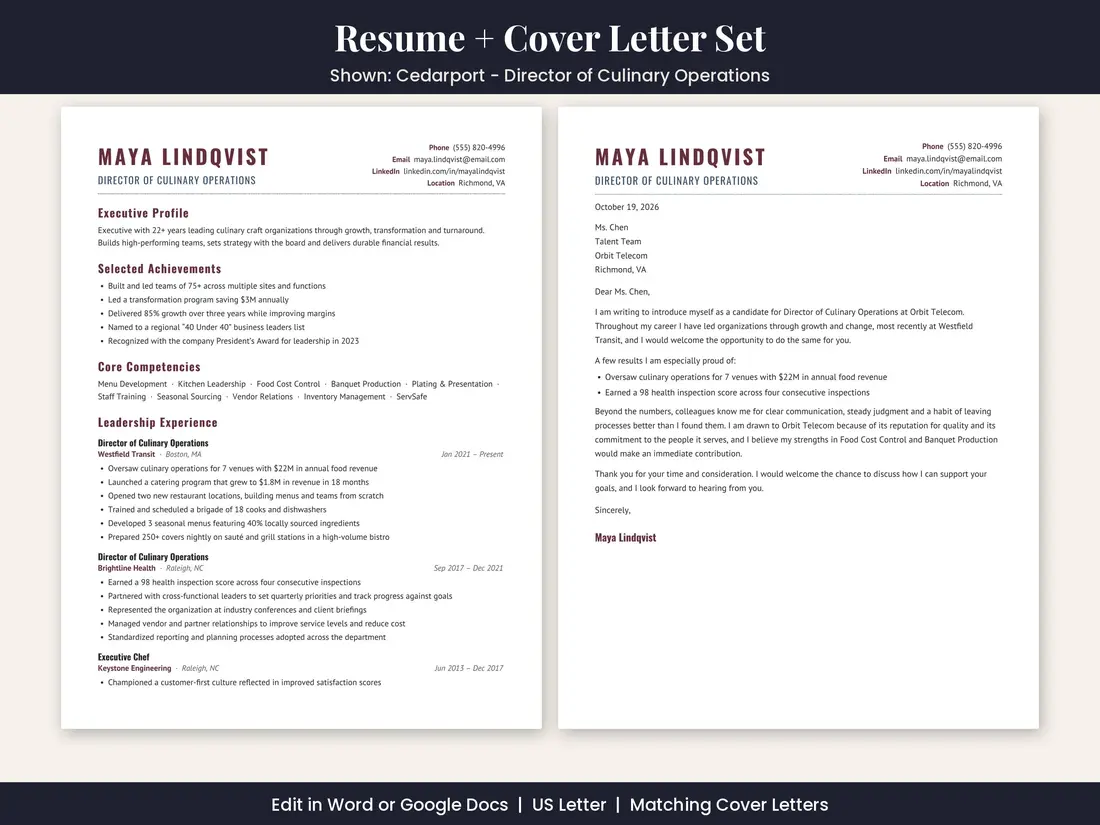 Resume + Cover Letter Set
Shown: Cedarport - Director of Culinary Operations
MAYA LINDQVIST
DIRECTOR OF CULINARY OPERATIONS
Phone (555) 820-4996
Email maya.lindqvist@email.com
LinkedIn linkedin.com/in/mayalindqvist
Location Richmond, VA
Executive Profile
Executive with 22+ years leading culinary craft organizations through growth, transformation and turnaround.
Builds high-performing teams, sets strategy with the board and delivers durable financial results.
Selected Achievements
• Built and led teams of 75+ across multiple sites and functions
• Led a transformation program saving $3M annually
• Delivered 85% growth over three years while improving margins
• Named to a regional "40 Under 40" business leaders list
• Recognized with the company President's Award for leadership in 2023
Core Competencies
Menu Development · Kitchen Leadership · Food Cost Control · Banquet Production · Plating & Presentation ·
Staff Training · Seasonal Sourcing · Vendor Relations · Inventory Management · ServSafe
Leadership Experience
Director of Culinary Operations
Westfield Transit · Boston, MA Jan 2021 – Present
• Oversaw culinary operations for 7 venues with $22M in annual food revenue
• Launched a catering program that grew to $1.8M in revenue in 18 months
• Opened two new restaurant locations, building menus and teams from scratch
• Trained and scheduled a brigade of 18 cooks and dishwashers
• Developed 3 seasonal menus featuring 40% locally sourced ingredients
• Prepared 250+ covers nightly on sauté and grill stations in a high-volume bistro
Director of Culinary Operations
Brightline Health · Raleigh, NC Sep 2017 – Dec 2021
• Earned a 98 health inspection score across four consecutive inspections
• Partnered with cross-functional leaders to set quarterly priorities and track progress against goals
• Represented the organization at industry conferences and client briefings
• Managed vendor and partner relationships to improve service levels and reduce cost
• Standardized reporting and planning processes adopted across the department
Executive Chef
Keystone Engineering · Raleigh, NC Jun 2013 – Dec 2017
• Championed a customer-first culture reflected in improved satisfaction scores
MAYA LINDQVIST
DIRECTOR OF CULINARY OPERATIONS
Phone (555) 820-4996
Email maya.lindqvist@email.com
LinkedIn linkedin.com/in/mayalindqvist
Location Richmond, VA
October 19, 2026
Ms. Chen
Talent Team
Orbit Telecom
Richmond, VA
Dear Ms. Chen,
I am writing to introduce myself as a candidate for Director of Culinary Operations at Orbit Telecom.
Throughout my career I have led organizations through growth and change, most recently at Westfield
Transit, and I would welcome the opportunity to do the same for you.
A few results I am especially proud of:
• Oversaw culinary operations for 7 venues with $22M in annual food revenue
• Earned a 98 health inspection score across four consecutive inspections
Beyond the numbers, colleagues know me for clear communication, steady judgment and a habit of leaving
processes better than I found them. I am drawn to Orbit Telecom because of its reputation for quality and its
commitment to the people it serves, and I believe my strengths in Food Cost Control and Banquet Production
would make an immediate contribution.
Thank you for your time and consideration. I would welcome the chance to discuss how I can support your
goals, and I look forward to hearing from you.
Sincerely,
Maya Lindqvist
Edit in Word or Google Docs | US Letter | Matching Cover Letters